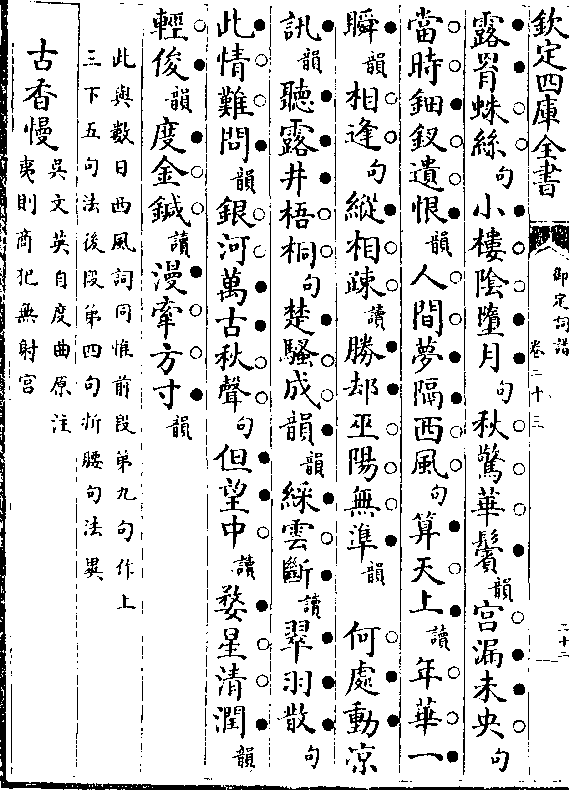 欽定四庫全書
御定詞譜
卷二十三
二十二
露罥蛛絲句小樓陰墮月句秋驚華鬢韻宫漏未央句
當時鈿釵遺恨韻人間夢隔西風句算天上讀年華一
瞬韻相逢句縱相疎讀勝却巫陽無準韻 何處動凉
訊韻聽露井梧桐句楚騷成韻韻綵雲斷讀翠羽散句
此情難問韻銀河萬古秋聲句但望中讀婺星清潤韻
輕俊韻度金鍼讀漫牽方寸韻
此與數日西風詞同惟前段第九句作上
三下五句法後段第四句折腰句法異
古香慢
吳文英自度曲原注
夷則商犯無射宫